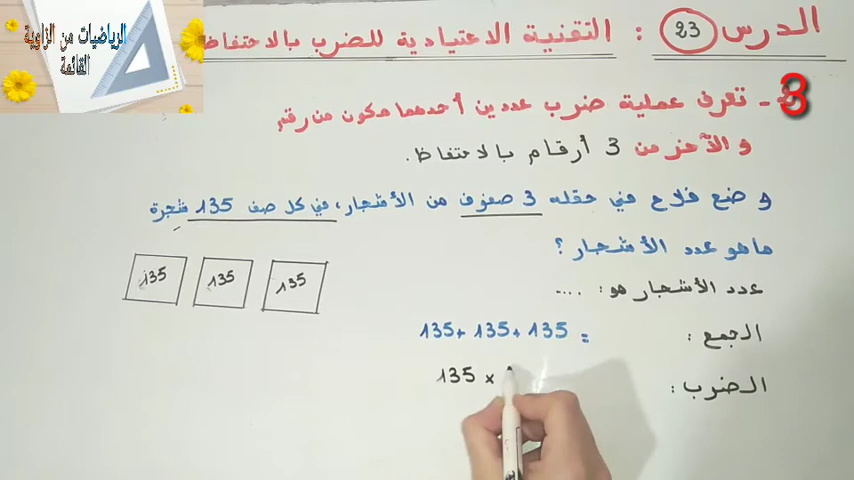 الرياضيات من الزاوية
القائمة
الدرس 23 : التقنية الاعتيادية للضرب بالاحتفاظ
3- تعرف عملية ضرب عددين أحدهما مكون من رقم
والآخر من 3 أرقام بالاحتفاظ.
وضع فلاح في حقله 3 صفوف من الأشجار، في كل صف 135 شجرة
ماهو عدد الأشجار ؟
عدد الأشجار هو: ....
135 135 135
الجمع : = 135+ 135+ 135
الضرب : 135 ×